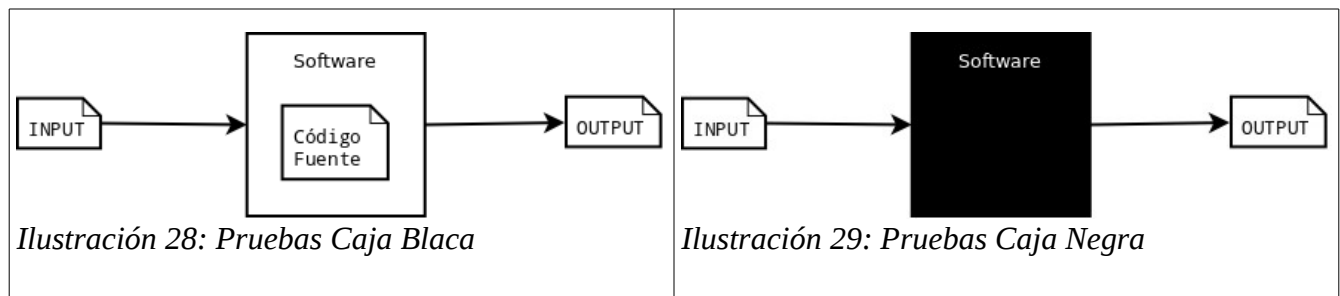 Software
INPUT
Código
Fuente
OUTPUT
Ilustración 28: Pruebas Caja Blaca
Software
INPUT
OUTPUT
Ilustración 29: Pruebas Caja Negra